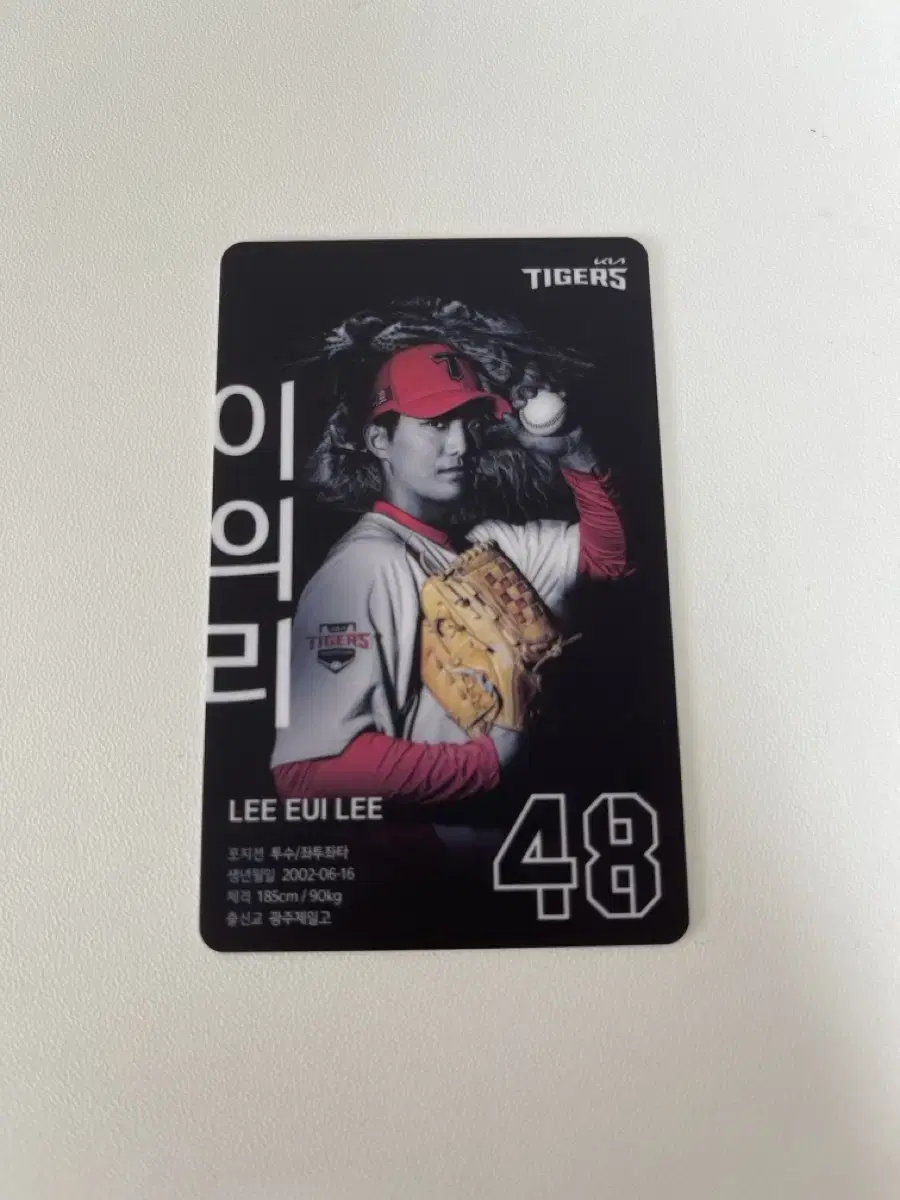 KIA
TIGERS
T
이의리
TIGERS
LEE EUI LEE
포지션 투수/좌투좌타
생년월일 2002-06-16
체격 185cm / 90kg
출신교 광주제일고
48